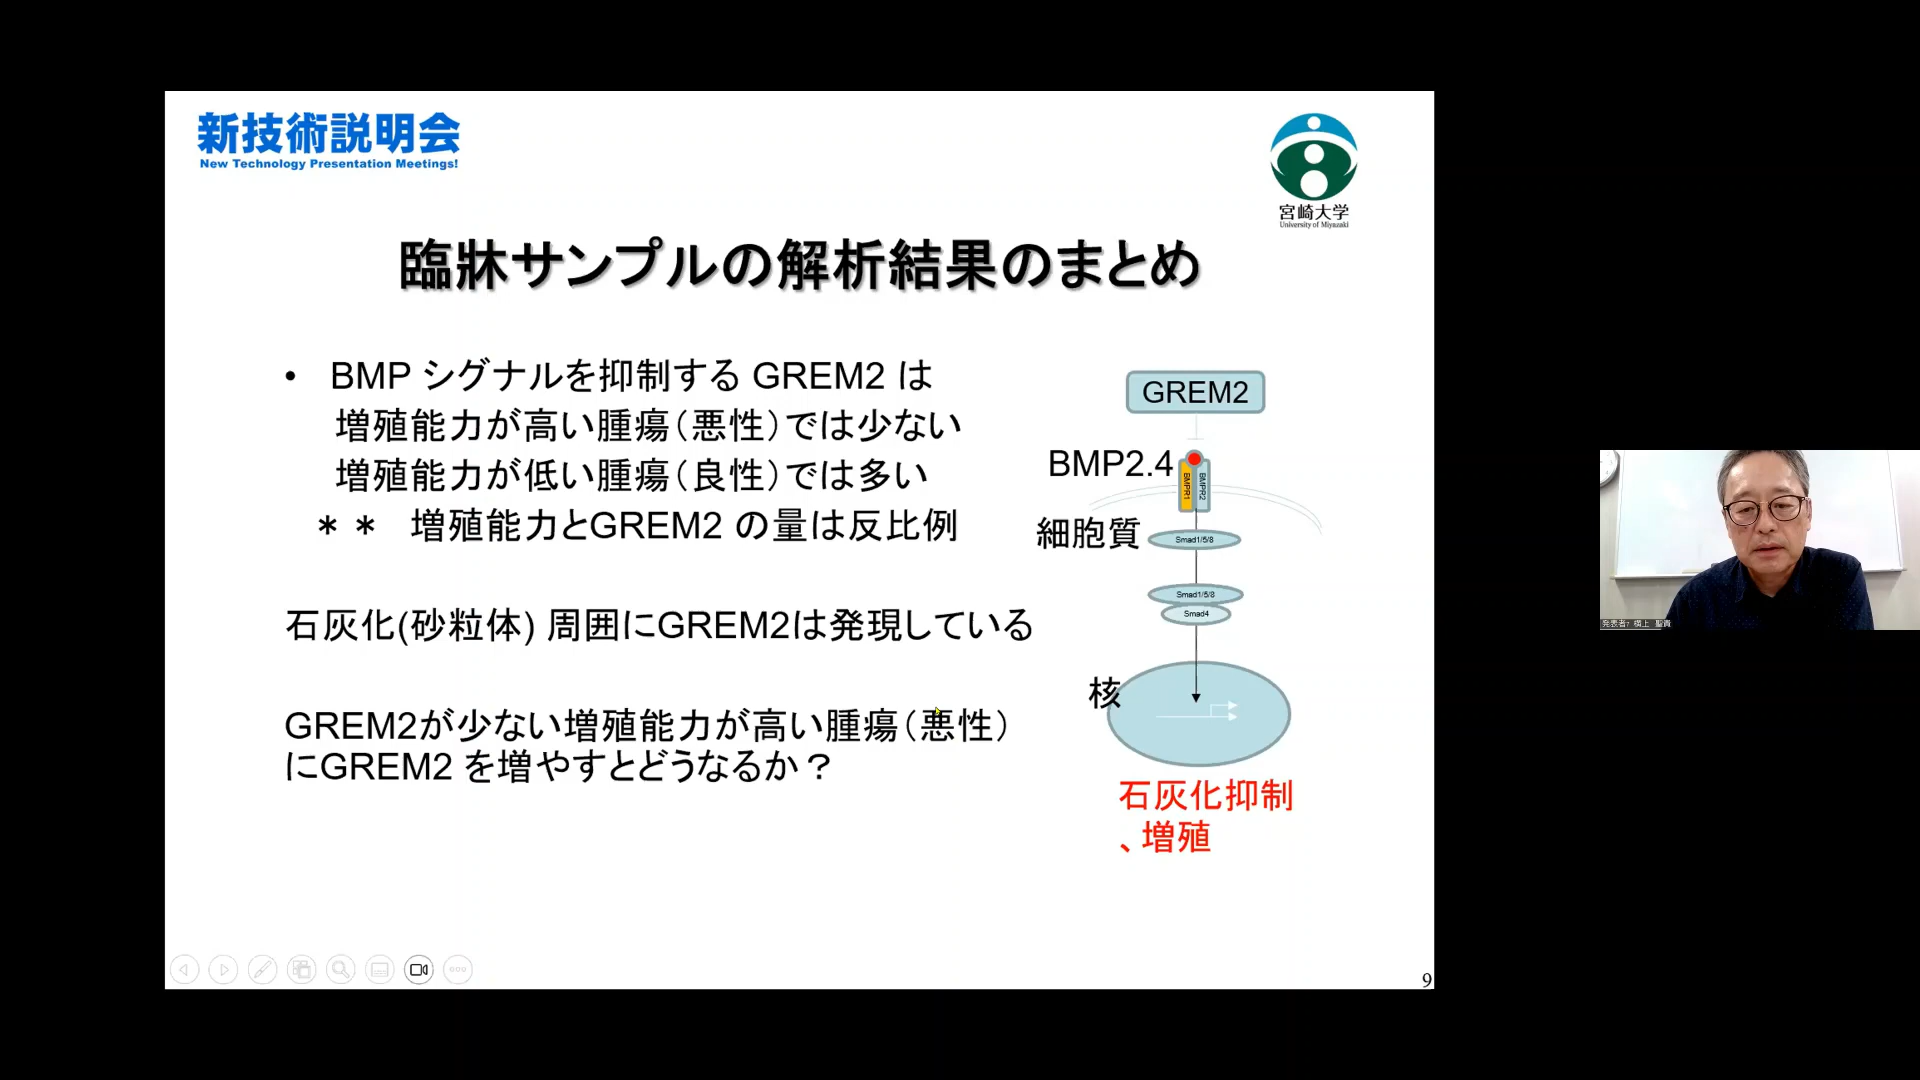 新技術説明会
New Technology Presentation Meetings!
宮崎大学
University of Miyazaki
臨牀サンプルの解析結果のまとめ
• BMP シグナルを抑制する GREM2 は
増殖能力が高い腫瘍（悪性）では少ない
増殖能力が低い腫瘍（良性）では多い
＊＊ 増殖能力とGREM2 の量は反比例
石灰化(砂粒体) 周囲にGREM2は発現している
GREM2が少ない増殖能力が高い腫瘍（悪性）
にGREM2 を増やすとどうなるか？
GREM2
BMP2.4
BMPR1
BMPR2
細胞質
Smad1/5/8
Smad1/5/8
Smad4
核
石灰化抑制
、増殖
9
発表者: 横上 聖貴